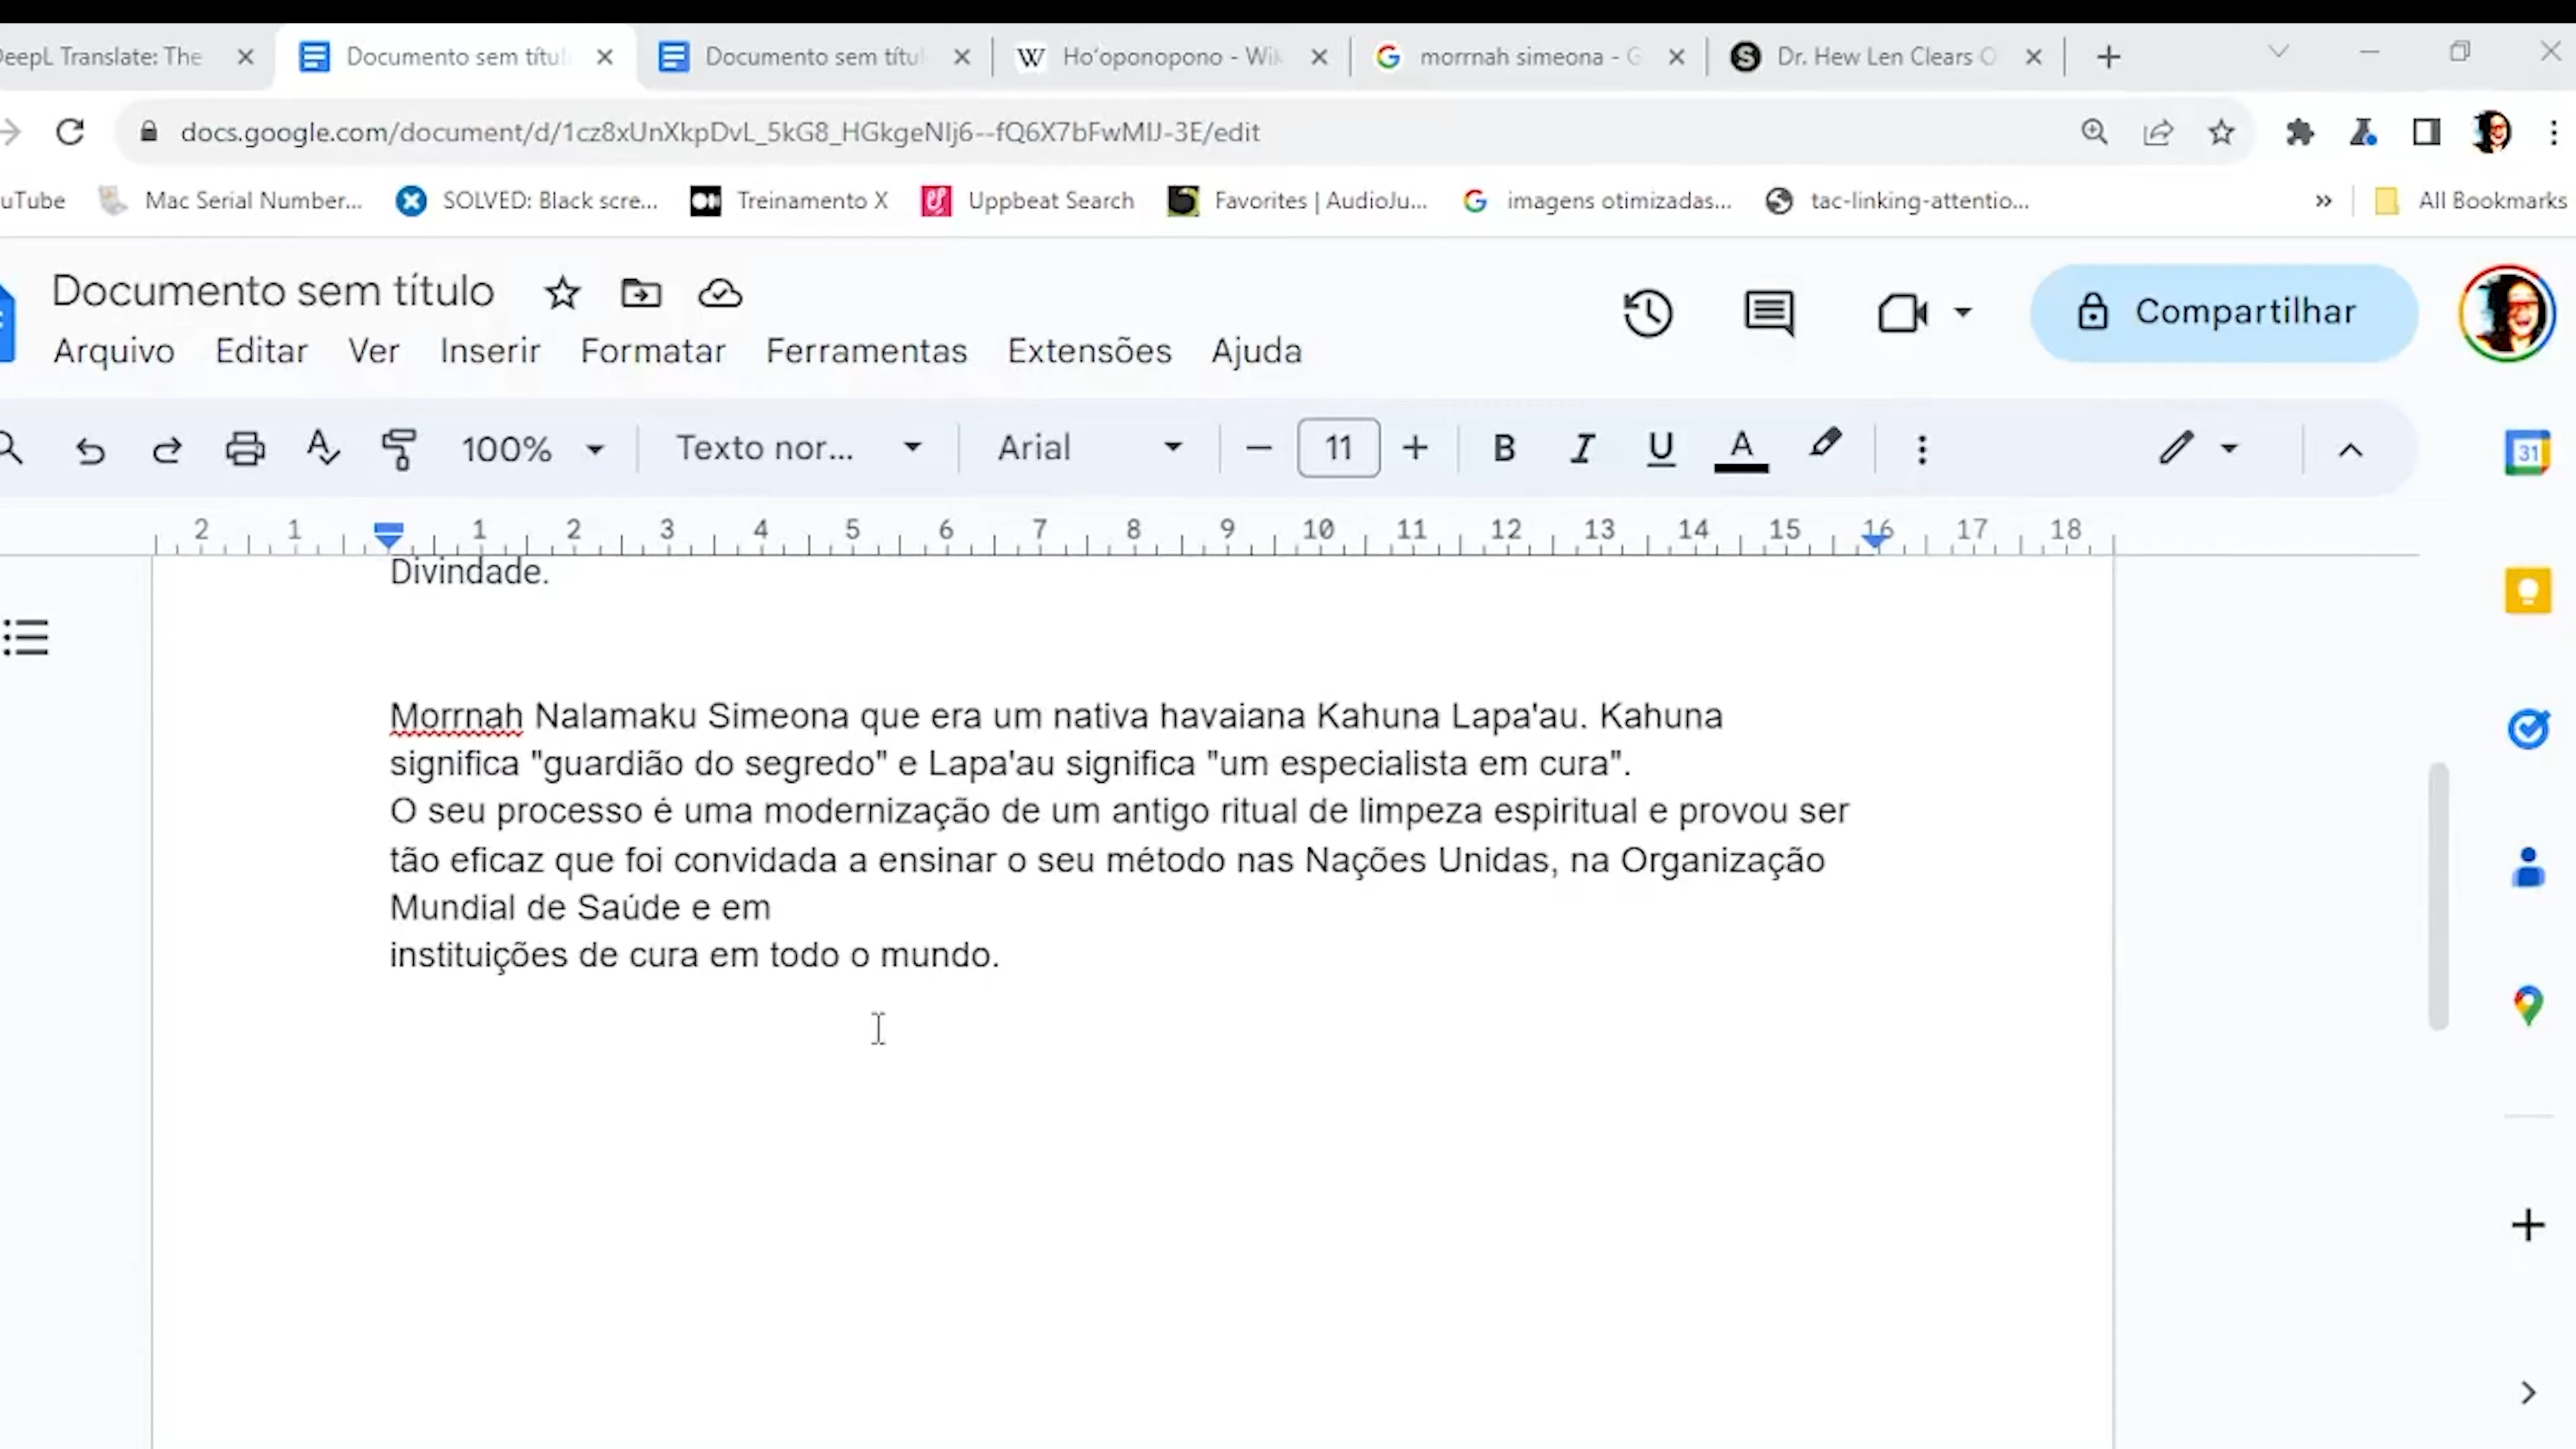 DeepL Translate: The
Documento sem títul
Documento sem títul
Hoʻoponopono - Wik
morrnah simeona - G
Dr. Hew Len Clears O
docs.google.com/document/d/1cz8xUnXkpDvL_5kG8_HGkgeNIj6--fQ6X7bFwMIJ-3E/edit
uTube
Mac Serial Number...
SOLVED: Black scre...
Treinamento X
Uppbeat Search
Favorites | AudioJu...
imagens otimizadas...
tac-linking-attentio...
All Bookmarks
Documento sem título
Compartilhar
Arquivo Editar Ver Inserir Formatar Ferramentas Extensões Ajuda
100% Texto nor... Arial 11 B I U A
31
2 1 1 2 3 4 5 6 7 8 9 10 11 12 13 14 15 16 17 18
Divindade.
Morrnah Nalamaku Simeona que era um nativa havaiana Kahuna Lapa'au. Kahuna
significa "guardião do segredo" e Lapa'au significa "um especialista em cura".
O seu processo é uma modernização de um antigo ritual de limpeza espiritual e provou ser
tão eficaz que foi convidada a ensinar o seu método nas Nações Unidas, na Organização
Mundial de Saúde e em
instituições de cura em todo o mundo.